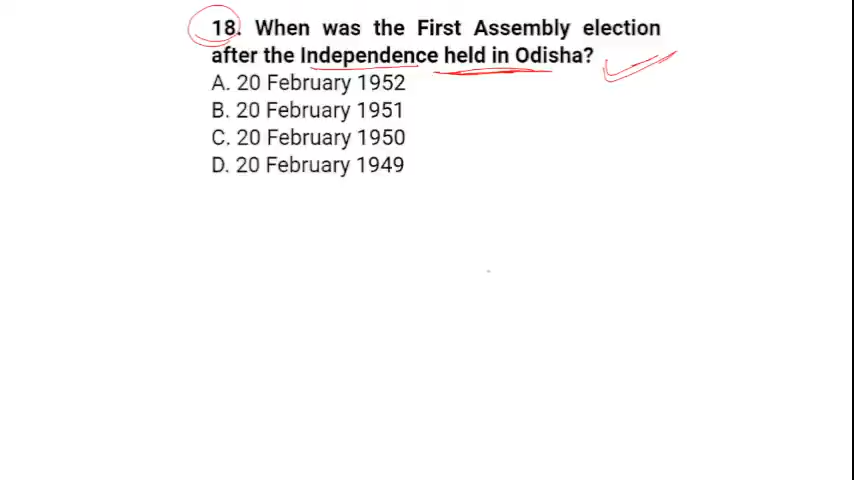 18. When was the First Assembly election
after the Independence held in Odisha?
A. 20 February 1952
B. 20 February 1951
C. 20 February 1950
D. 20 February 1949